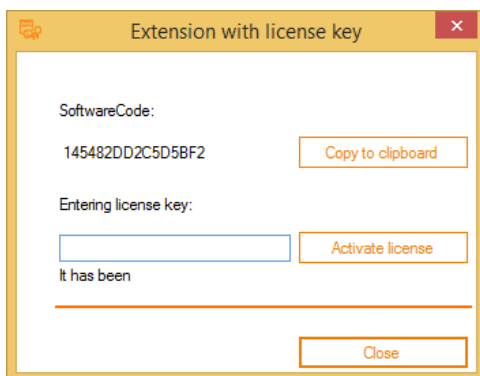 Extension with license key
SoftwareCode:
145482DD2C5D5BF2
Copy to clipboard
Entering license key:
Activate license
It has been
Close